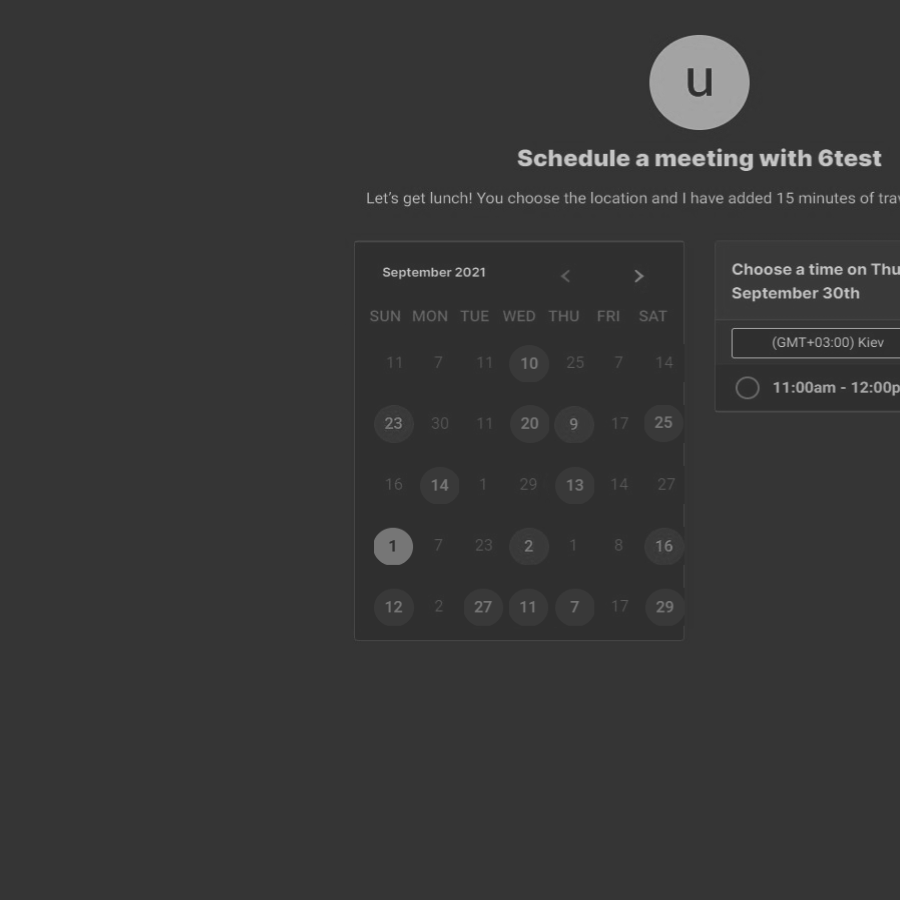 u
Schedule a meeting with 6test
Let's get lunch! You choose the location and I have added 15 minutes of
September 2021
SUN MON TUE WED THU FRI SAT
11 7 11 10 25 7 14
23 30 11 20 9 17 25
16 14 1 29 13 14 27
1 7 23 2 1 8 16
12 2 27 11 7 17 29
Choose a time on Thu
September 30th
(GMT+03:00) Kiev
11:00am - 12:00p